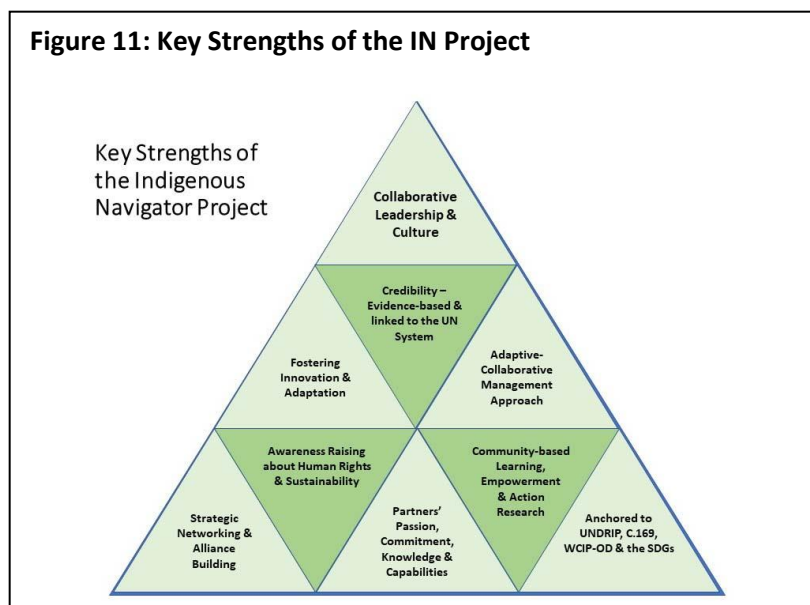 Figure 11: Key Strengths of the IN Project
Key Strengths of
the Indigenous
Navigator Project
Collaborative
Leadership &
Culture
Credibility –
Evidence-based &
linked to the UN
System
Fostering
Innovation &
Adaptation
Adaptive-
Collaborative
Management
Approach
Awareness Raising
about Human Rights
& Sustainability
Community-based
Learning,
Empowerment
& Action
Research
Strategic
Networking &
Alliance
Building
Partners’
Passion,
Commitment,
Knowledge &
Capabilities
Anchored to
UNDRIP, C.169,
WCIP-OD & the SDGs